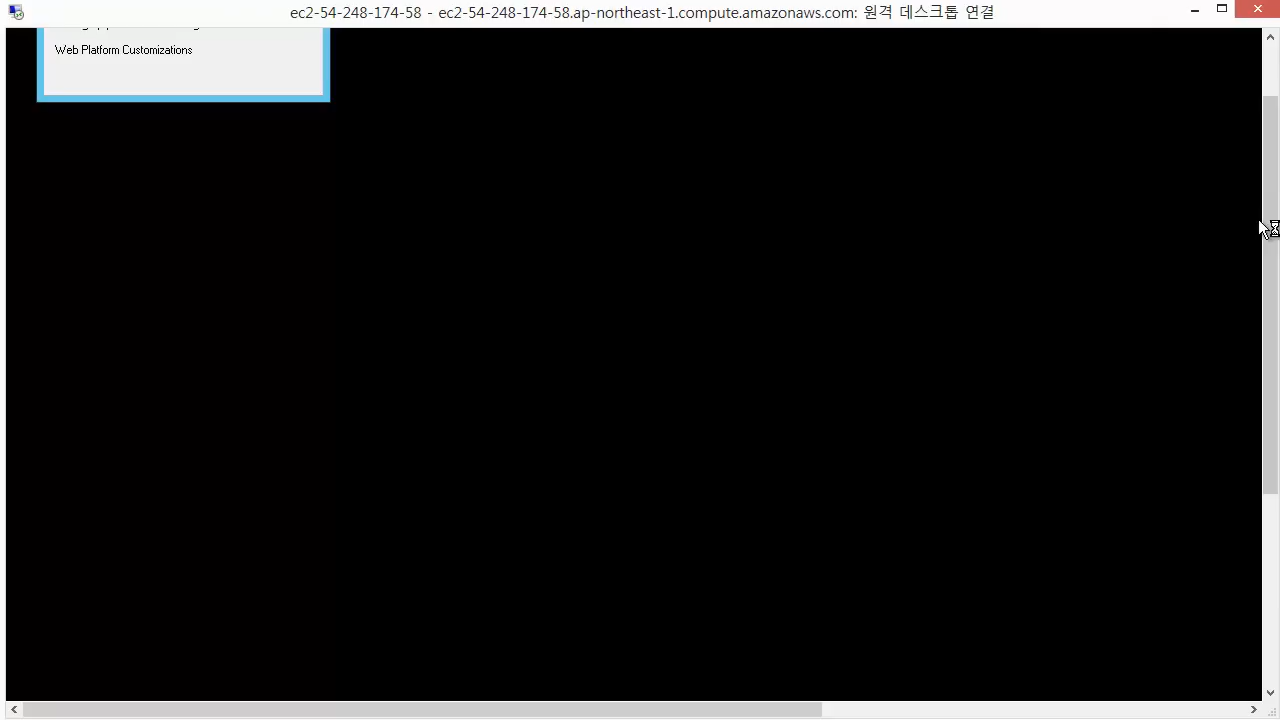 ec2-54-248-174-58 - ec2-54-248-174-58.ap-northeast-1.compute.amazonaws.com: 원격 데스크톱 연결
Web Platform Customizations